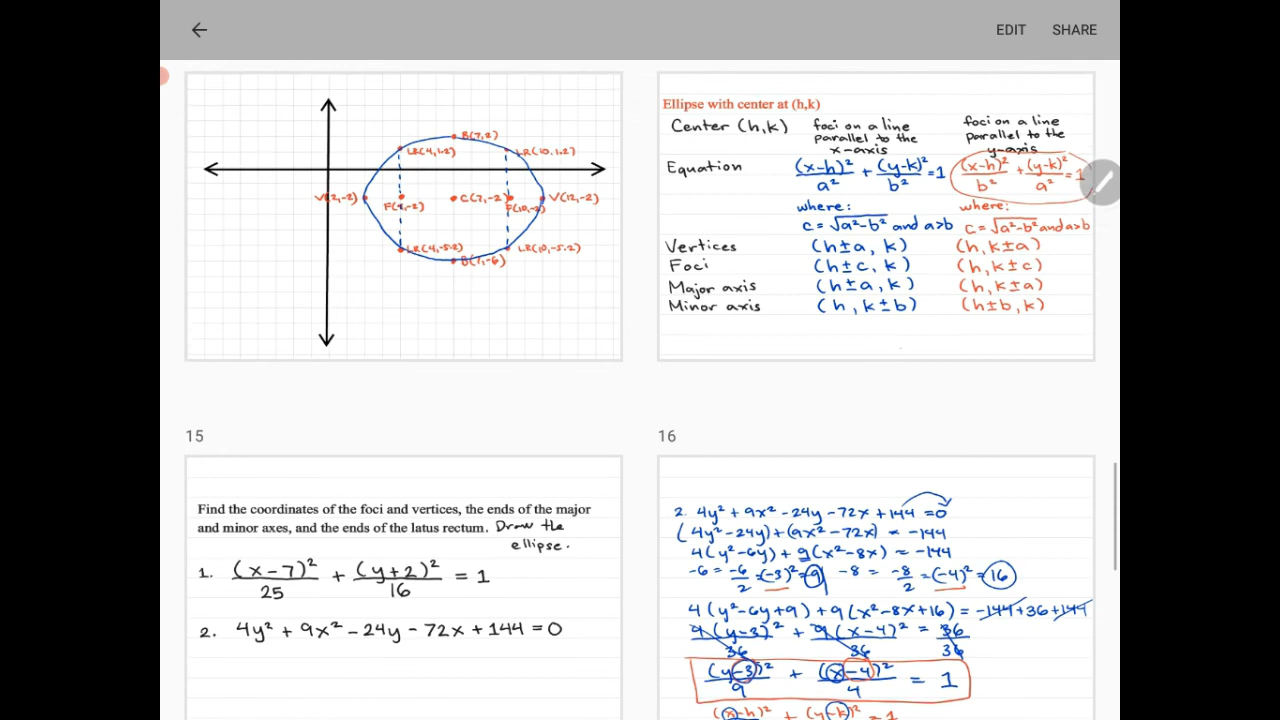 EDIT SHARE
B(7,2)
LR(4,1.2) LR(10,1.2)
V(2,-2) F(4,-2) C(7,-2) F(10,-2) V(12,-2)
LR(4,-5.2) LR(10,-5.2)
B(7,-6)
Ellipse with center at (h,k)
Center (h,k) foci on a line parallel to the x-axis foci on a line parallel to the y-axis
Equation (x-h)²/a² + (y-k)²/b² = 1 (x-h)²/b² + (y-k)²/a² = 1
where: where:
c = √a²-b² and a>b c = √a²-b² and a>b
Vertices (h±a, k) (h, k±a)
Foci (h±c, k) (h, k±c)
Major axis (h±a, k) (h, k±a)
Minor axis (h, k±b) (h±b, k)
15
16
Find the coordinates of the foci and vertices, the ends of the major
and minor axes, and the ends of the latus rectum. Draw the
ellipse.
1. (x-7)²/25 + (y+2)²/16 = 1
2. 4y² + 9x² - 24y - 72x + 144 = 0
2. 4y² + 9x² - 24y - 72x + 144 = 0
(4y² - 24y) + (9x² - 72x) = -144
4(y² - 6y) + 9(x² - 8x) = -144
-6 = -6/2 = (-3)² = 9 -8 = -8/2 = (-4)² = 16
4(y² - 6y + 9) + 9(x² - 8x + 16) = -144 + 36 + 144
4(y-3)²/36 + 9(x-4)²/36 = 36/36
(y-3)²/9 + (x-4)²/4 = 1
(x-h)² + (y-k)² = 1